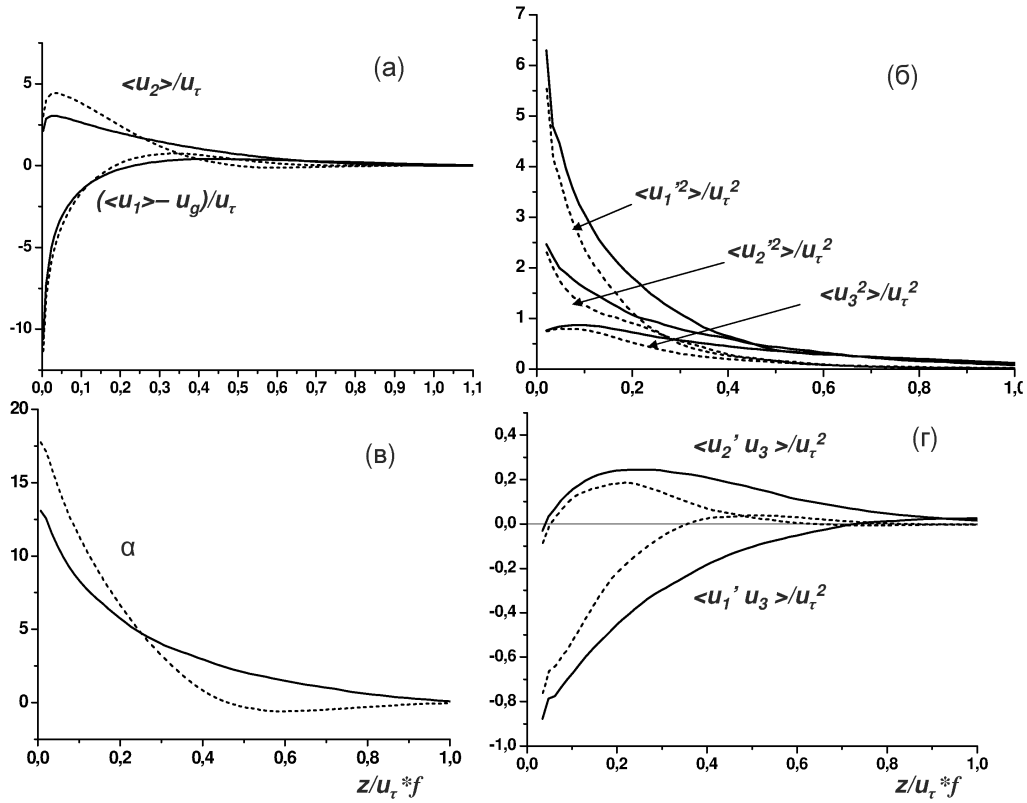 (а)
<u₂>/uτ
(<u₁>– u_g)/uτ
5
0
-5
-10
0,0 0,1 0,2 0,3 0,4 0,5 0,6 0,7 0,8 0,9 1,0 1,1
(б)
7
6
5
4
3
2
1
0
<u₁’²>/uτ²
<u₂’²>/uτ²
<u₃²>/uτ²
0,0 0,2 0,4 0,6 0,8 1,0
(в)
20
15
10
5
0
α
0,0 0,2 0,4 0,6 0,8 1,0
z/uτ *f
(г)
0,4
0,2
0,0
-0,2
-0,4
-0,6
-0,8
-1,0
<u₂’ u₃ >/uτ²
<u₁’ u₃ >/uτ²
0,0 0,2 0,4 0,6 0,8 1,0
z/uτ *f